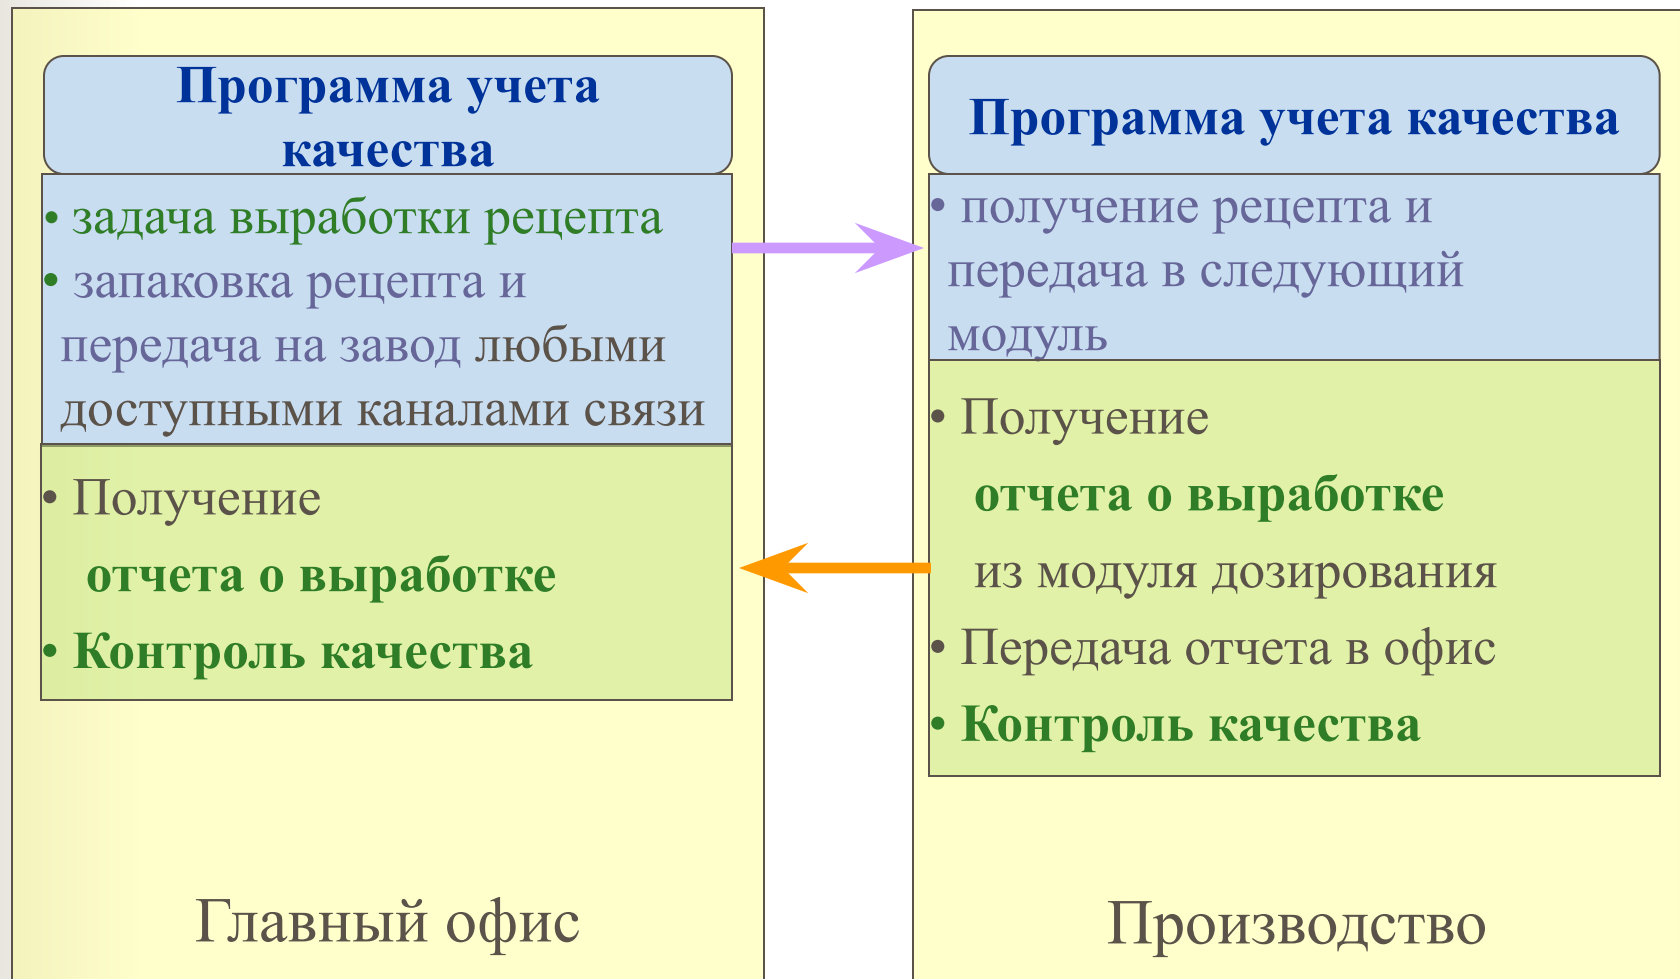 Программа учета
качества
• задача выработки рецепта
• запаковка рецепта и
передача на завод любыми
доступными каналами связи
• Получение
отчета о выработке
• Контроль качества
Главный офис
Программа учета качества
• получение рецепта и
передача в следующий
модуль
• Получение
отчета о выработке
из модуля дозирования
• Передача отчета в офис
• Контроль качества
Производство